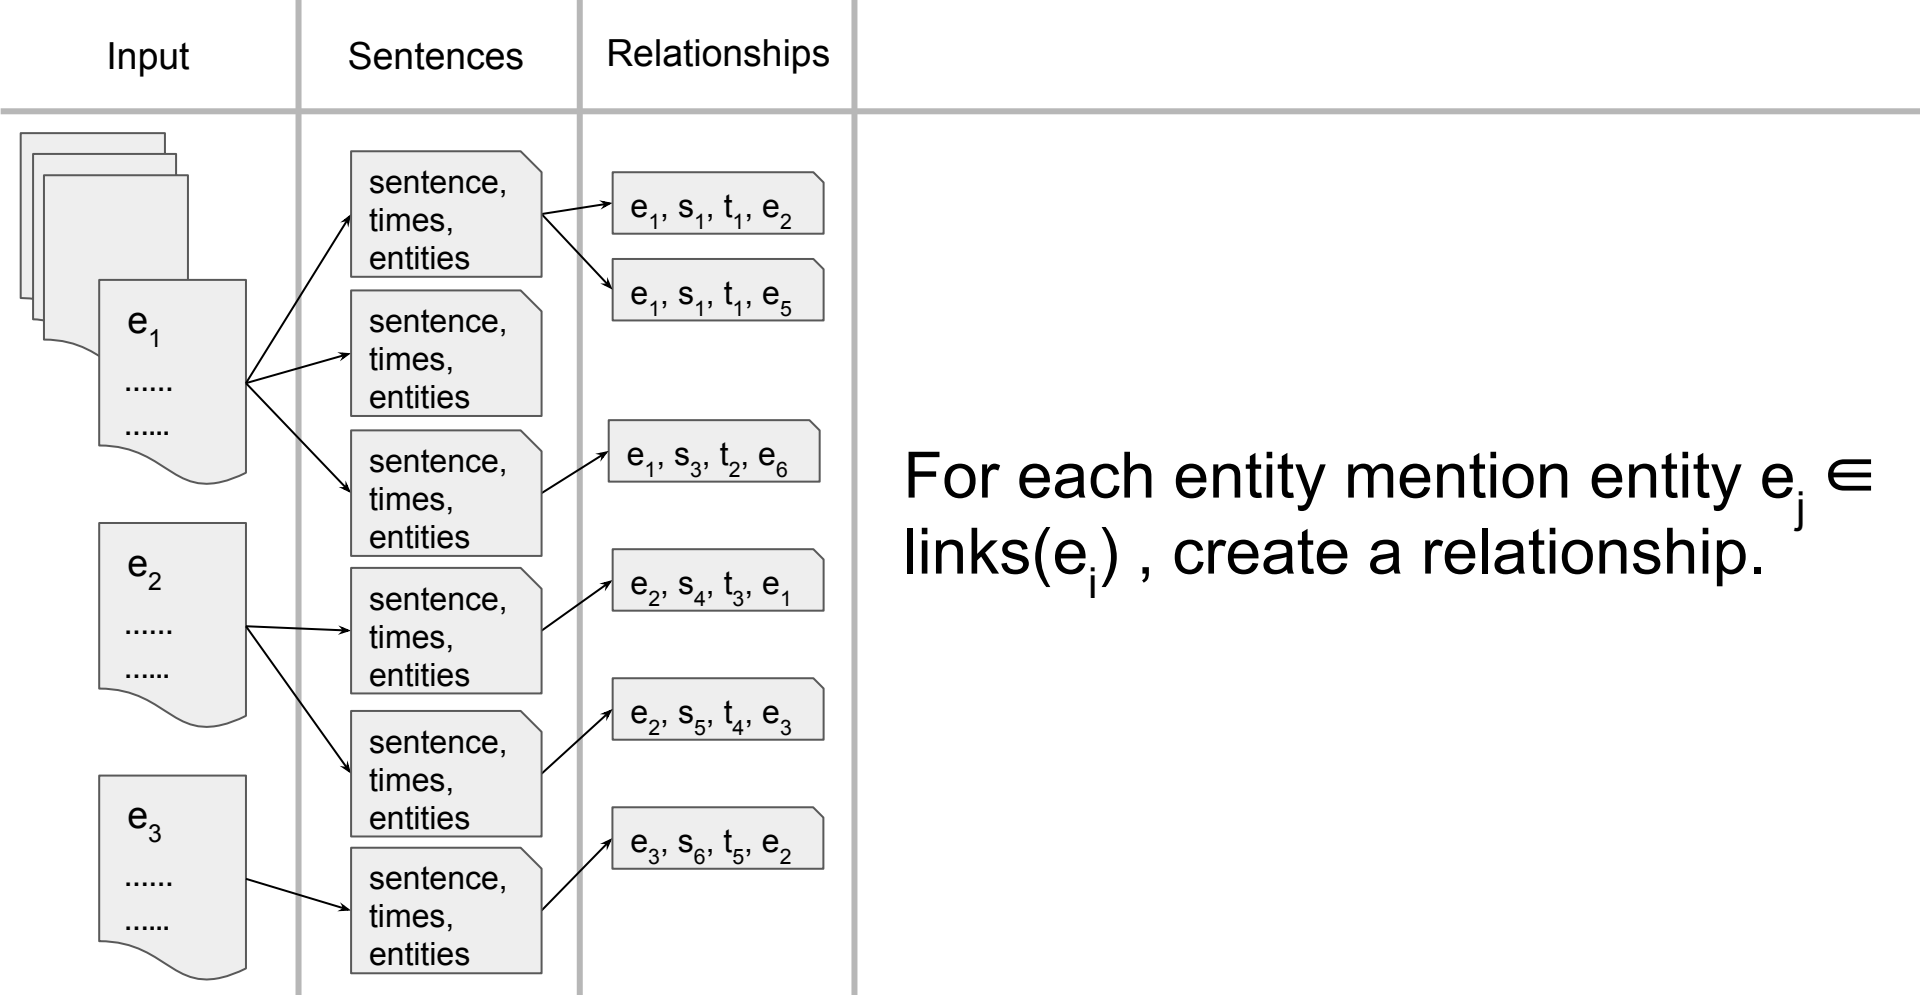 Input
Sentences
Relationships
e₁
......
......
e₂
......
......
e₃
......
......
sentence,
times,
entities
sentence,
times,
entities
sentence,
times,
entities
sentence,
times,
entities
sentence,
times,
entities
sentence,
times,
entities
e₁, s₁, t₁, e₂
e₁, s₁, t₁, e₅
e₁, s₃, t₂, e₆
e₂, s₄, t₃, e₁
e₂, s₅, t₄, e₃
e₃, s₆, t₅, e₂
For each entity mention entity eⱼ ∈
links(eᵢ) , create a relationship.